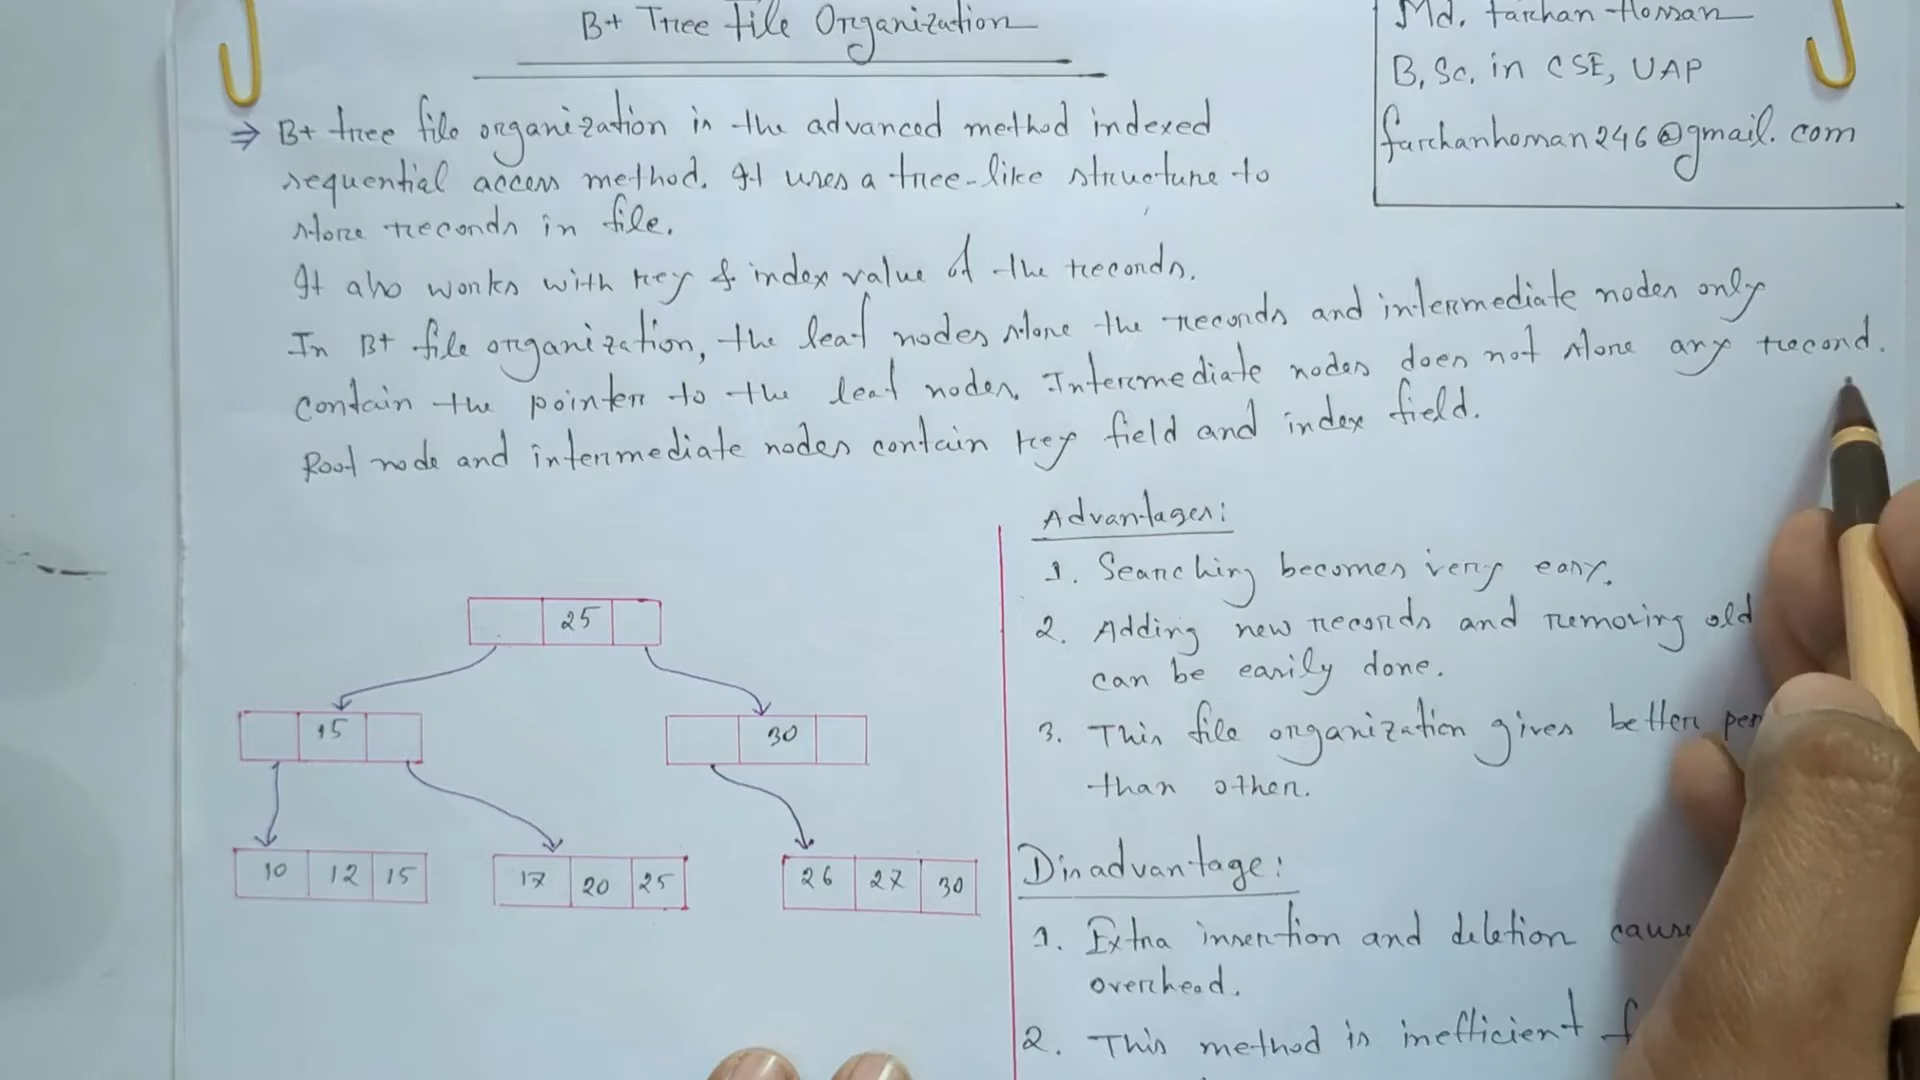 B+ Tree File Organization
Md. Farhan Hossan
B.Sc. in CSE, UAP
farhanhossan246@gmail.com
⇒ B+ tree file organization is the advanced method indexed
sequential access method. It uses a tree-like structure to
store records in file.
It also works with key & index value of the records.
In B+ file organization, the leaf nodes store the records and intermediate nodes only
contain the pointer to the leaf nodes. Intermediate nodes does not store any record.
Root node and intermediate nodes contain key field and index field.
25
15
30
10 12 15
17 20 25
26 27 30
Advantages:
1. Searching becomes very easy.
2. Adding new records and removing old
can be easily done.
3. This file organization gives better per
than other.
Disadvantage:
1. Extra insertion and deletion cause
overhead.
2. This method is inefficient f